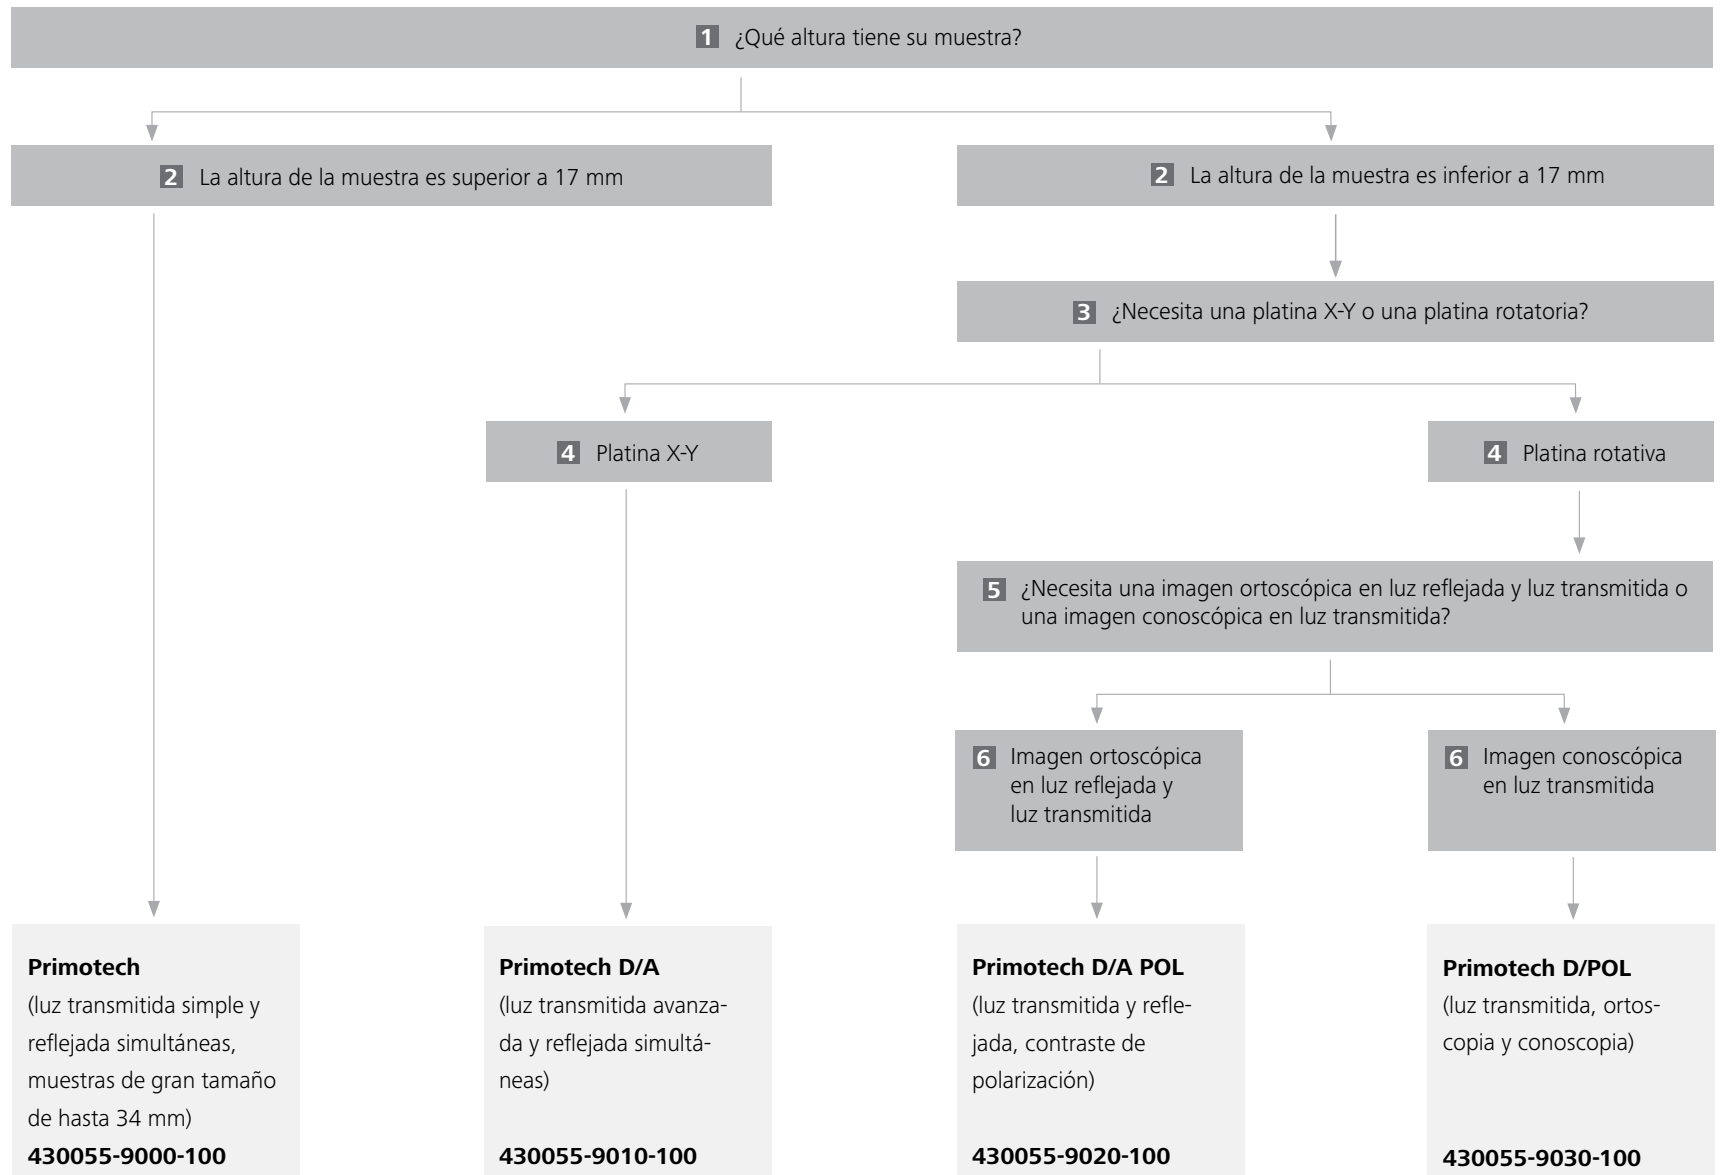 1 ¿Qué altura tiene su muestra?
2 La altura de la muestra es superior a 17 mm
2 La altura de la muestra es inferior a 17 mm
3 ¿Necesita una platina X-Y o una platina rotatoria?
4 Platina X-Y
4 Platina rotativa
5 ¿Necesita una imagen ortoscópica en luz reflejada y luz transmitida o
una imagen conoscópica en luz transmitida?
6 Imagen ortoscópica
en luz reflejada y
luz transmitida
6 Imagen conoscópica
en luz transmitida
Primotech
(luz transmitida simple y
reflejada simultáneas,
muestras de gran tamaño
de hasta 34 mm)
430055-9000-100
Primotech D/A
(luz transmitida avanza-
da y reflejada simultá-
neas)
430055-9010-100
Primotech D/A POL
(luz transmitida y refle-
jada, contraste de
polarización)
430055-9020-100
Primotech D/POL
(luz transmitida, ortos-
copia y conoscopia)
430055-9030-100